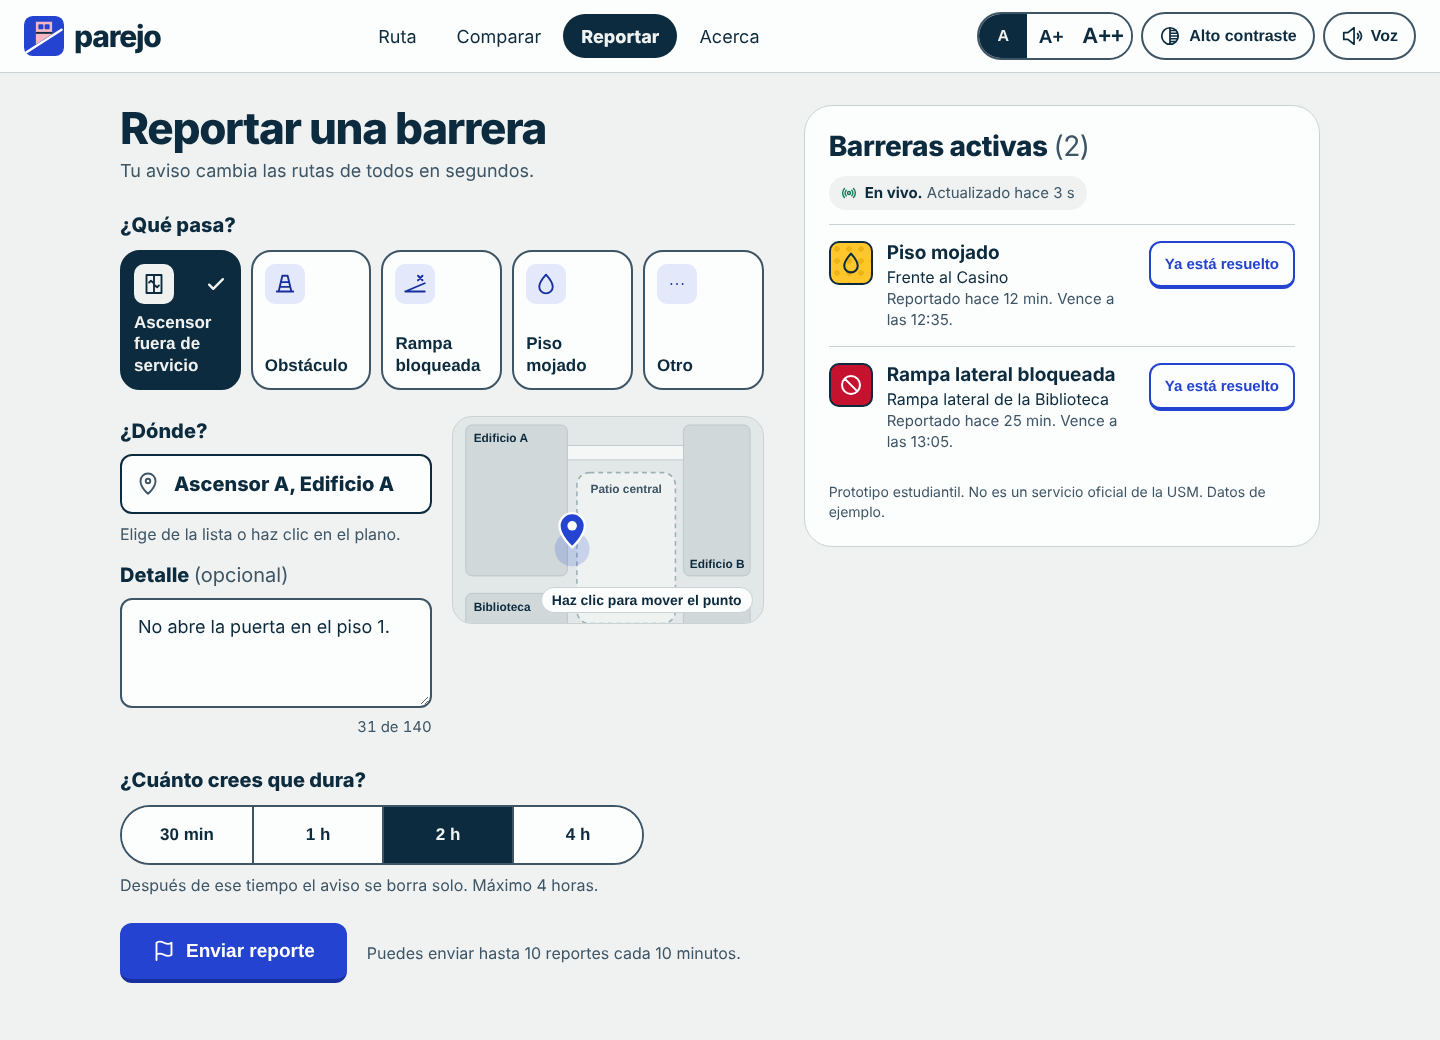 parejo
Ruta
Comparar
Reportar
Acerca
A
A+
A++
Alto contraste
Voz
Reportar una barrera
Tu aviso cambia las rutas de todos en segundos.
¿Qué pasa?
Ascensor
fuera de
servicio
Obstáculo
Rampa
bloqueada
Piso
mojado
Otro
¿Dónde?
Ascensor A, Edificio A
Elige de la lista o haz clic en el plano.
Detalle (opcional)
No abre la puerta en el piso 1.
31 de 140
Edificio A
Patio central
Edificio B
Biblioteca
Haz clic para mover el punto
¿Cuánto crees que dura?
30 min
1 h
2 h
4 h
Después de ese tiempo el aviso se borra solo. Máximo 4 horas.
Enviar reporte
Puedes enviar hasta 10 reportes cada 10 minutos.
Barreras activas (2)
En vivo. Actualizado hace 3 s
Piso mojado
Frente al Casino
Reportado hace 12 min. Vence a
las 12:35.
Ya está resuelto
Rampa lateral bloqueada
Rampa lateral de la Biblioteca
Reportado hace 25 min. Vence a
las 13:05.
Ya está resuelto
Prototipo estudiantil. No es un servicio oficial de la USM. Datos de
ejemplo.